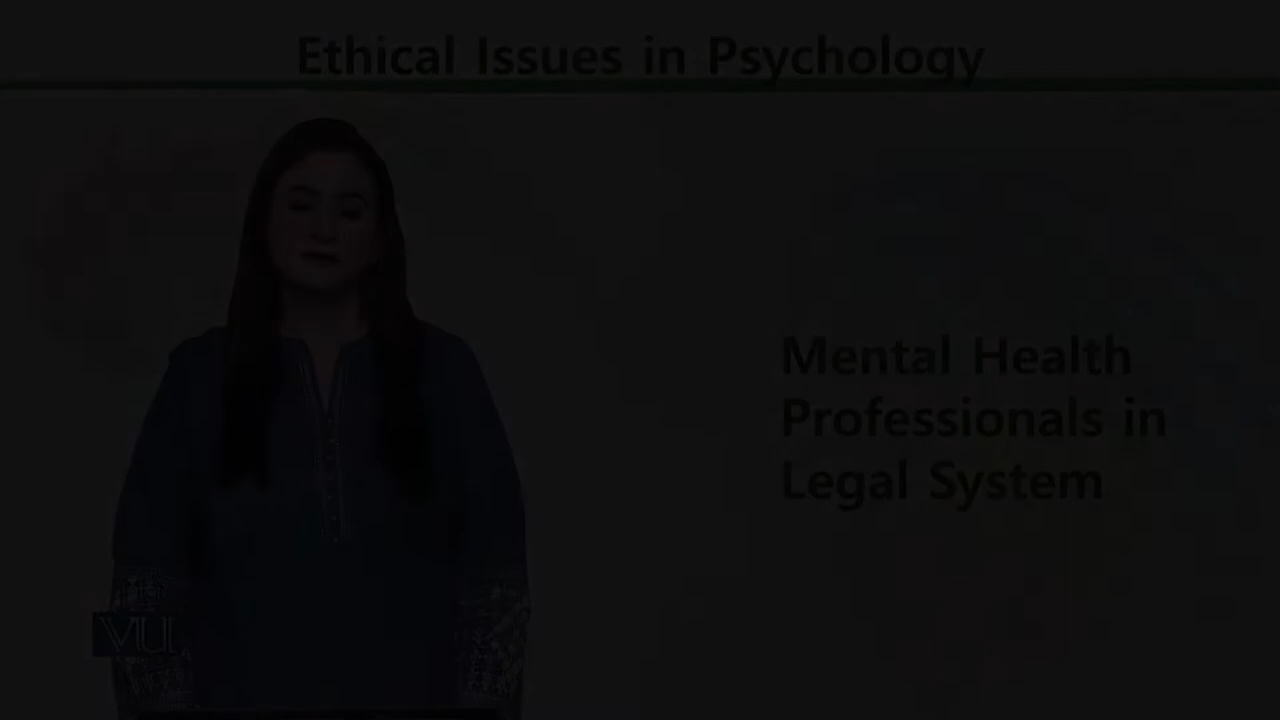 Ethical Issues in Psychology
Mental Health
Professionals in
Legal System
VU